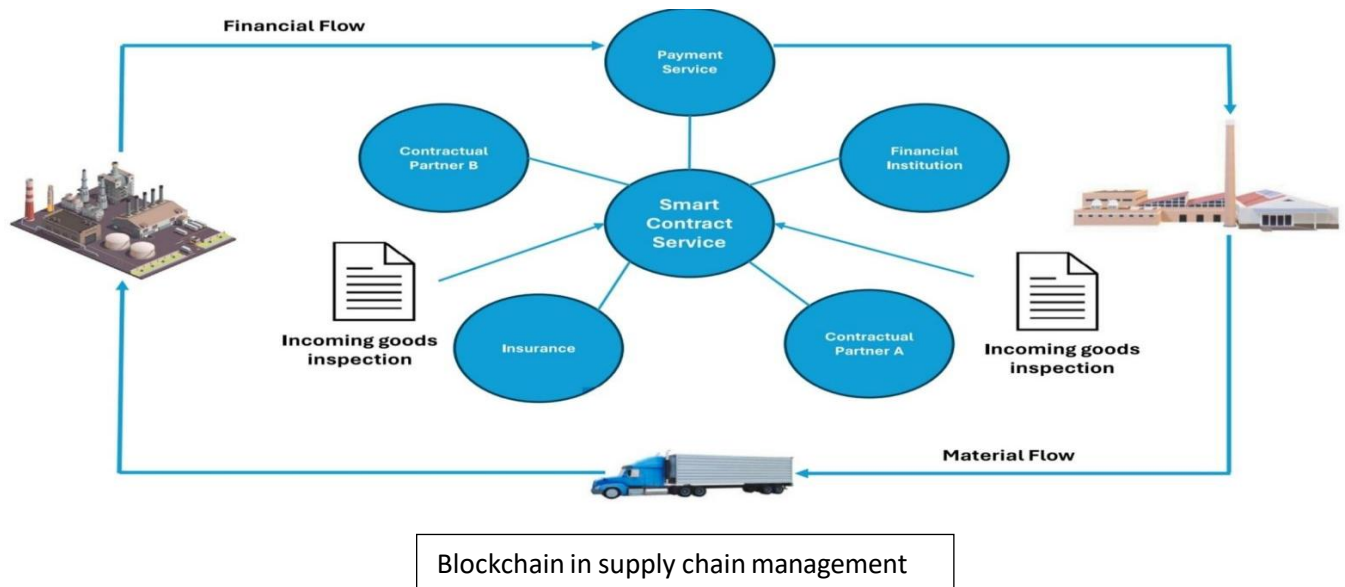 Financial Flow
Payment
Service
Contractual
Partner B
Financial
Institution
Smart
Contract
Service
Incoming goods
inspection
Insurance
Contractual
Partner A
Incoming goods
inspection
Material Flow
Blockchain in supply chain management